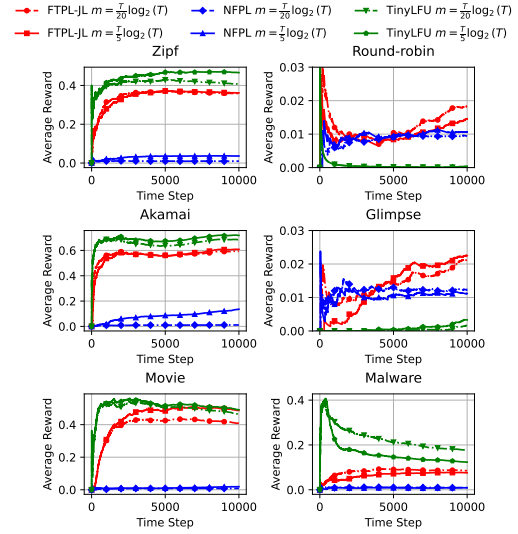 FTPL-JL m = T/20 log₂(T) NFPL m = T/20 log₂(T) TinyLFU m = T/20 log₂(T)
FTPL-JL m = T/5 log₂(T) NFPL m = T/5 log₂(T) TinyLFU m = T/5 log₂(T)
Zipf Round-robin
Average Reward
0.4
0.2
0.0
0 5000 10000
Time Step
Average Reward
0.03
0.02
0.01
0.00
0 5000 10000
Time Step
Akamai Glimpse
Average Reward
0.6
0.4
0.2
0.0
0 5000 10000
Time Step
Average Reward
0.03
0.02
0.01
0.00
0 5000 10000
Time Step
Movie Malware
Average Reward
0.4
0.2
0.0
0 5000 10000
Time Step
Average Reward
0.4
0.2
0.0
0 5000 10000
Time Step